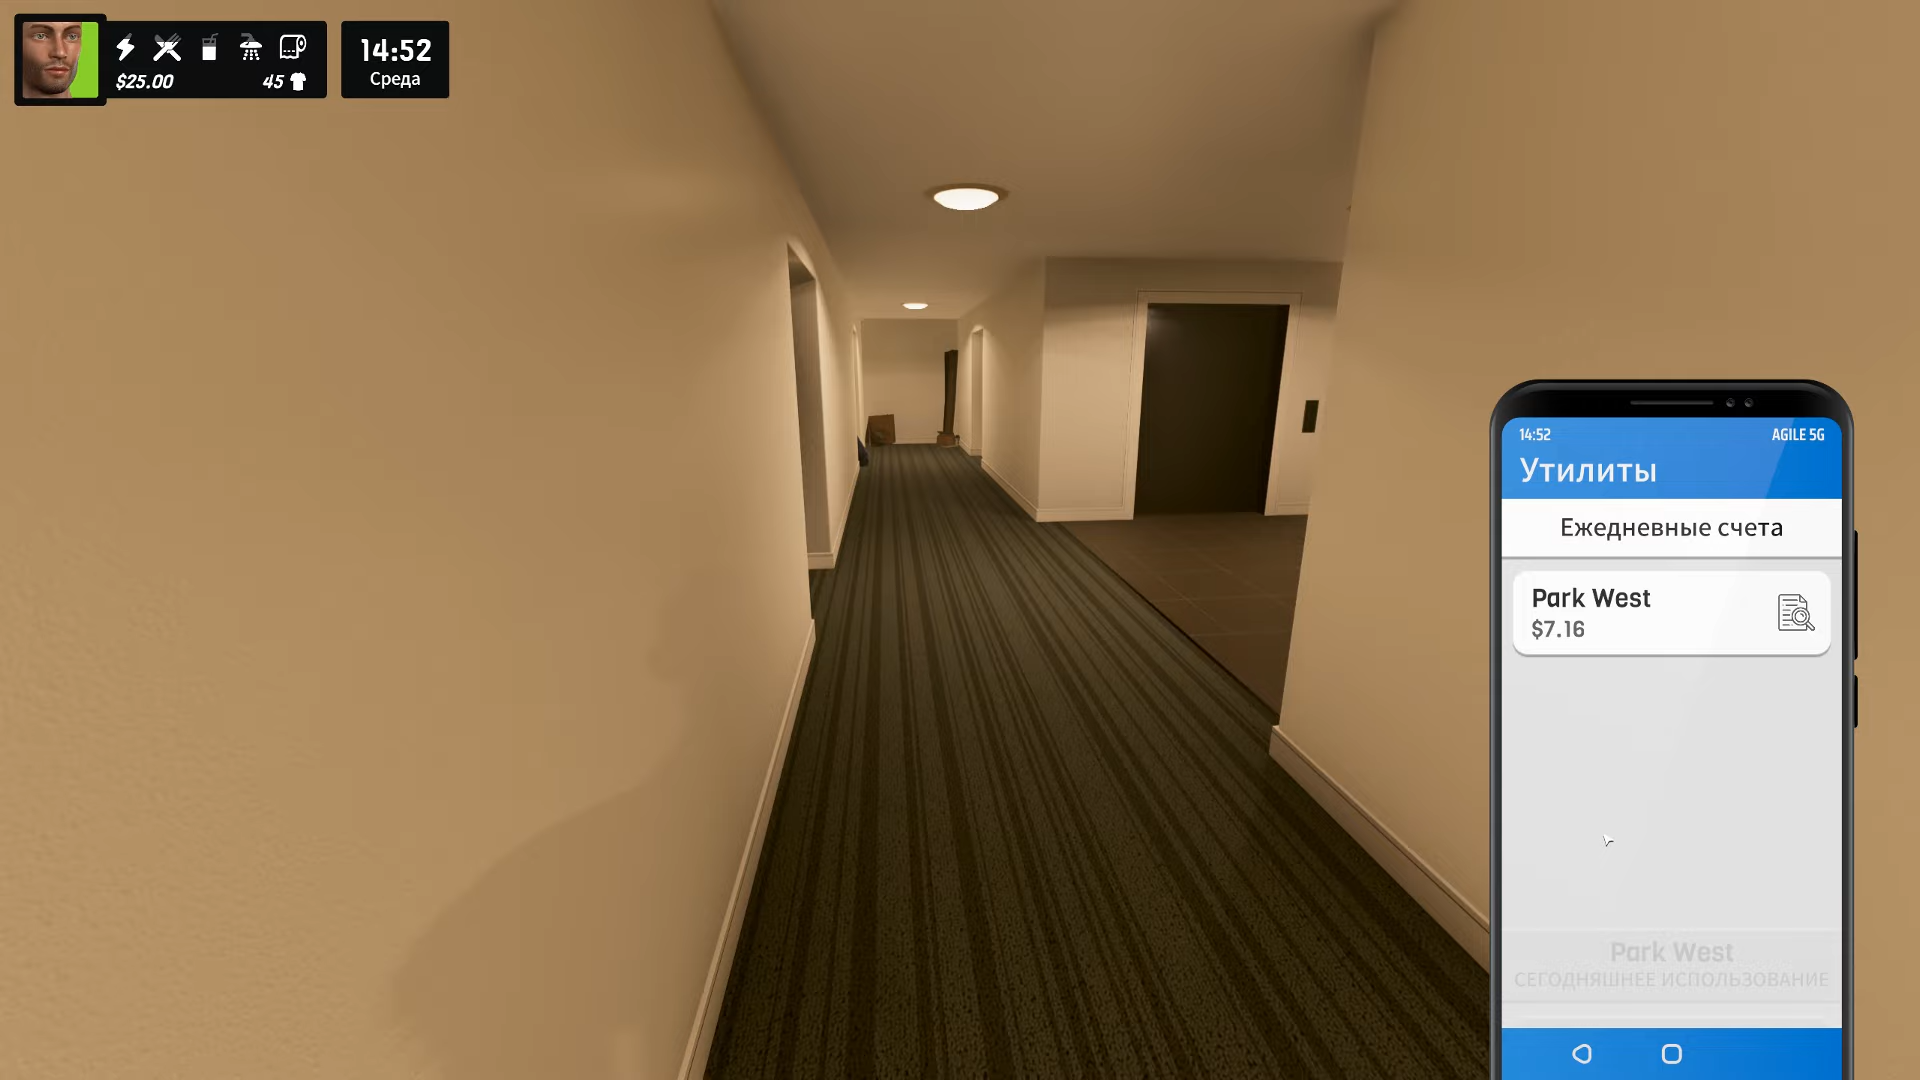 $25.00
45
14:52
Среда
14:52
AGILE 5G
Утилиты
Ежедневные счета
Park West
$7.16
Park West
СЕГОДНЯШНЕЕ ИСПОЛЬЗОВАНИЕ